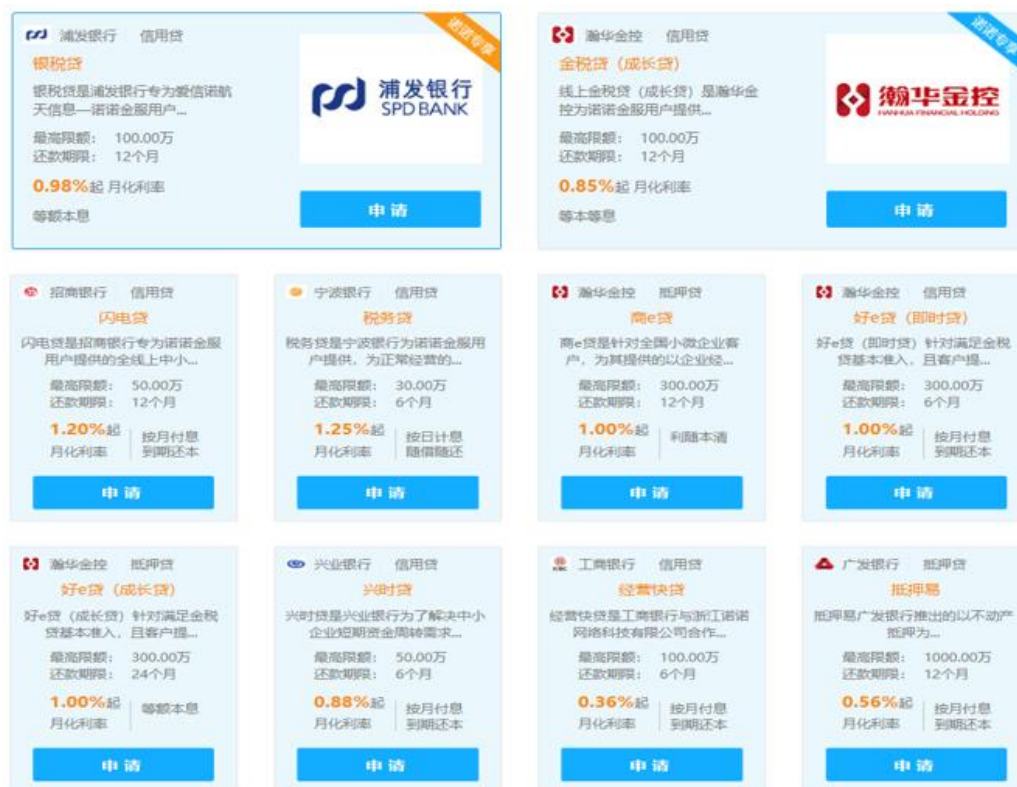 浦发银行 信用贷
诺诺专享
银税贷
银税贷是浦发银行专为爱信诺航
天信息—诺诺金服用户...
最高限额： 100.00万
还款期限： 12个月
0.98%起 月化利率
等额本息
浦发银行
SPD BANK
申 请
瀚华金控 信用贷
诺诺专享
金税贷（成长贷）
线上金税贷（成长贷）是瀚华金
控为诺诺金服用户提供...
最高限额： 100.00万
还款期限： 12个月
0.85%起 月化利率
等本等息
瀚华金控
HANHUA FINANCIAL HOLDING
申 请
招商银行 信用贷
闪电贷
闪电贷是招商银行专为诺诺金服
用户提供的全线上中小...
最高限额： 50.00万
还款期限： 12个月
1.20%起
月化利率
按月付息
到期还本
申 请
宁波银行 信用贷
税务贷
税务贷是宁波银行为诺诺金服用
户提供，为正常经营的...
最高限额： 30.00万
还款期限： 6个月
1.25%起
月化利率
按日计息
随借随还
申 请
瀚华金控 抵押贷
商e贷
商e贷是针对全国小微企业客
户，为其提供的以企业经...
最高限额： 300.00万
还款期限： 12个月
1.00%起
月化利率
利随本清
申 请
瀚华金控 信用贷
好e贷（即时贷）
好e贷（即时贷）针对满足金税
贷基本准入，且客户提...
最高限额： 300.00万
还款期限： 6个月
1.00%起
月化利率
按月付息
到期还本
申 请
瀚华金控 抵押贷
好e贷（成长贷）
好e贷（成长贷）针对满足金税
贷基本准入，且客户提...
最高限额： 300.00万
还款期限： 24个月
1.00%起
月化利率
等额本息
申 请
兴业银行 信用贷
兴时贷
兴时贷是兴业银行为了解决中小
企业短期资金周转需求...
最高限额： 50.00万
还款期限： 6个月
0.88%起
月化利率
按月付息
到期还本
申 请
工商银行 信用贷
经营快贷
经营快贷是工商银行与浙江诺诺
网络科技有限公司合作...
最高限额： 100.00万
还款期限： 6个月
0.36%起
月化利率
按月付息
到期还本
申 请
广发银行 抵押贷
抵押易
抵押易广发银行推出的以不动产
抵押为...
最高限额： 1000.00万
还款期限： 12个月
0.56%起
月化利率
按月付息
到期还本
申 请